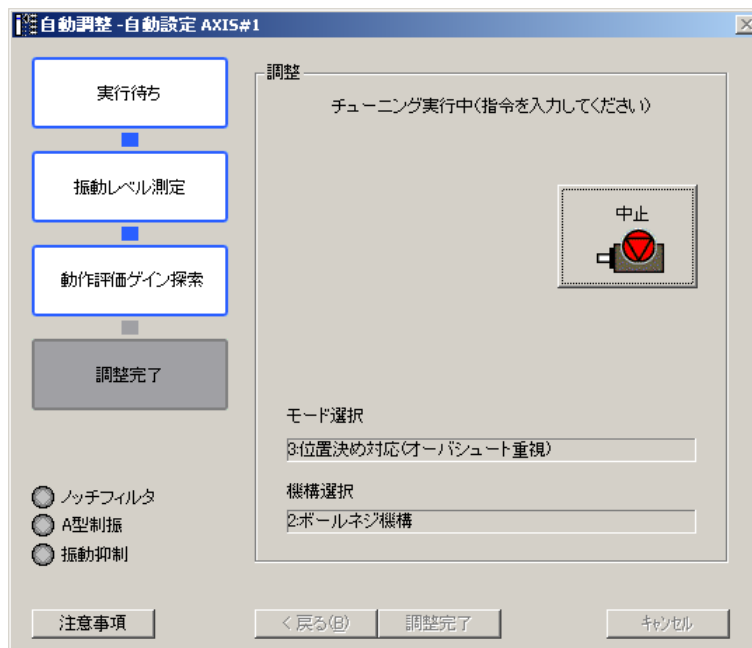 自動調整 -自動設定 AXIS#1
実行待ち
振動レベル測定
動作評価ゲイン探索
調整完了
ノッチフィルタ
A型制振
振動抑制
調整
チューニング実行中(指令を入力してください)
中止
モード選択
3:位置決め対応(オーバシュート重視)
機構選択
2:ボールネジ機構
注意事項
< 戻る(B)
調整完了
キャンセル